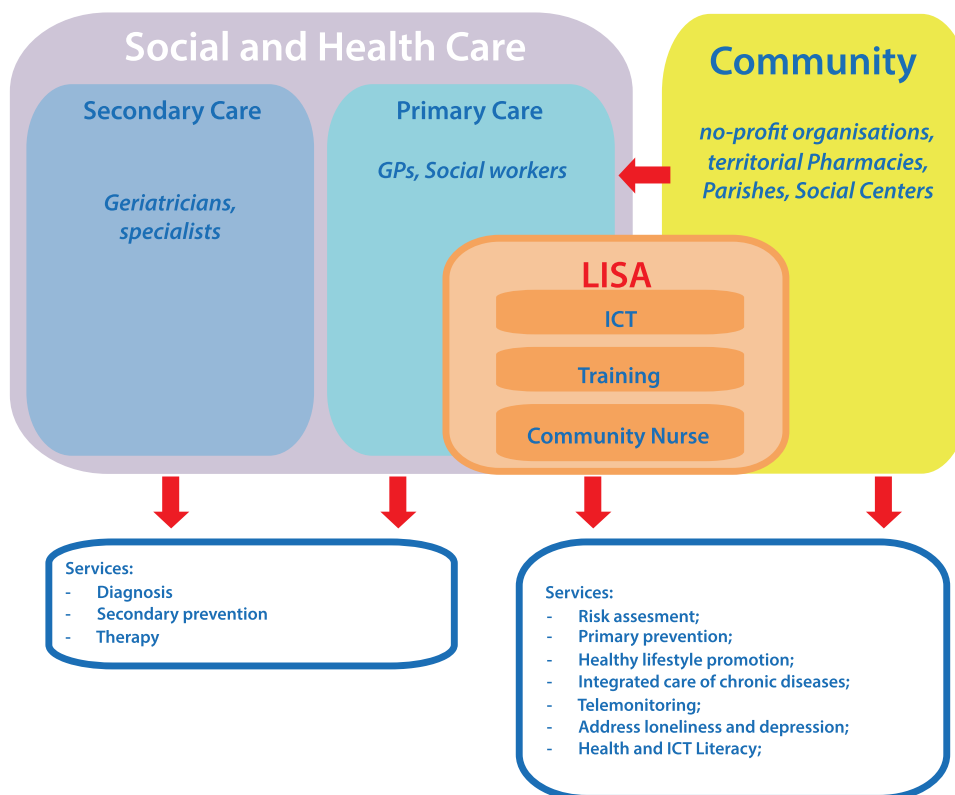 Social and Health Care
Secondary Care
Geriatricians,
specialists
Primary Care
GPs, Social workers
Community
no-profit organisations,
territorial Pharmacies,
Parishes, Social Centers
LISA
ICT
Training
Community Nurse
Services:
- Diagnosis
- Secondary prevention
- Therapy
Services:
- Risk assesment;
- Primary prevention;
- Healthy lifestyle promotion;
- Integrated care of chronic diseases;
- Telemonitoring;
- Address loneliness and depression;
- Health and ICT Literacy;